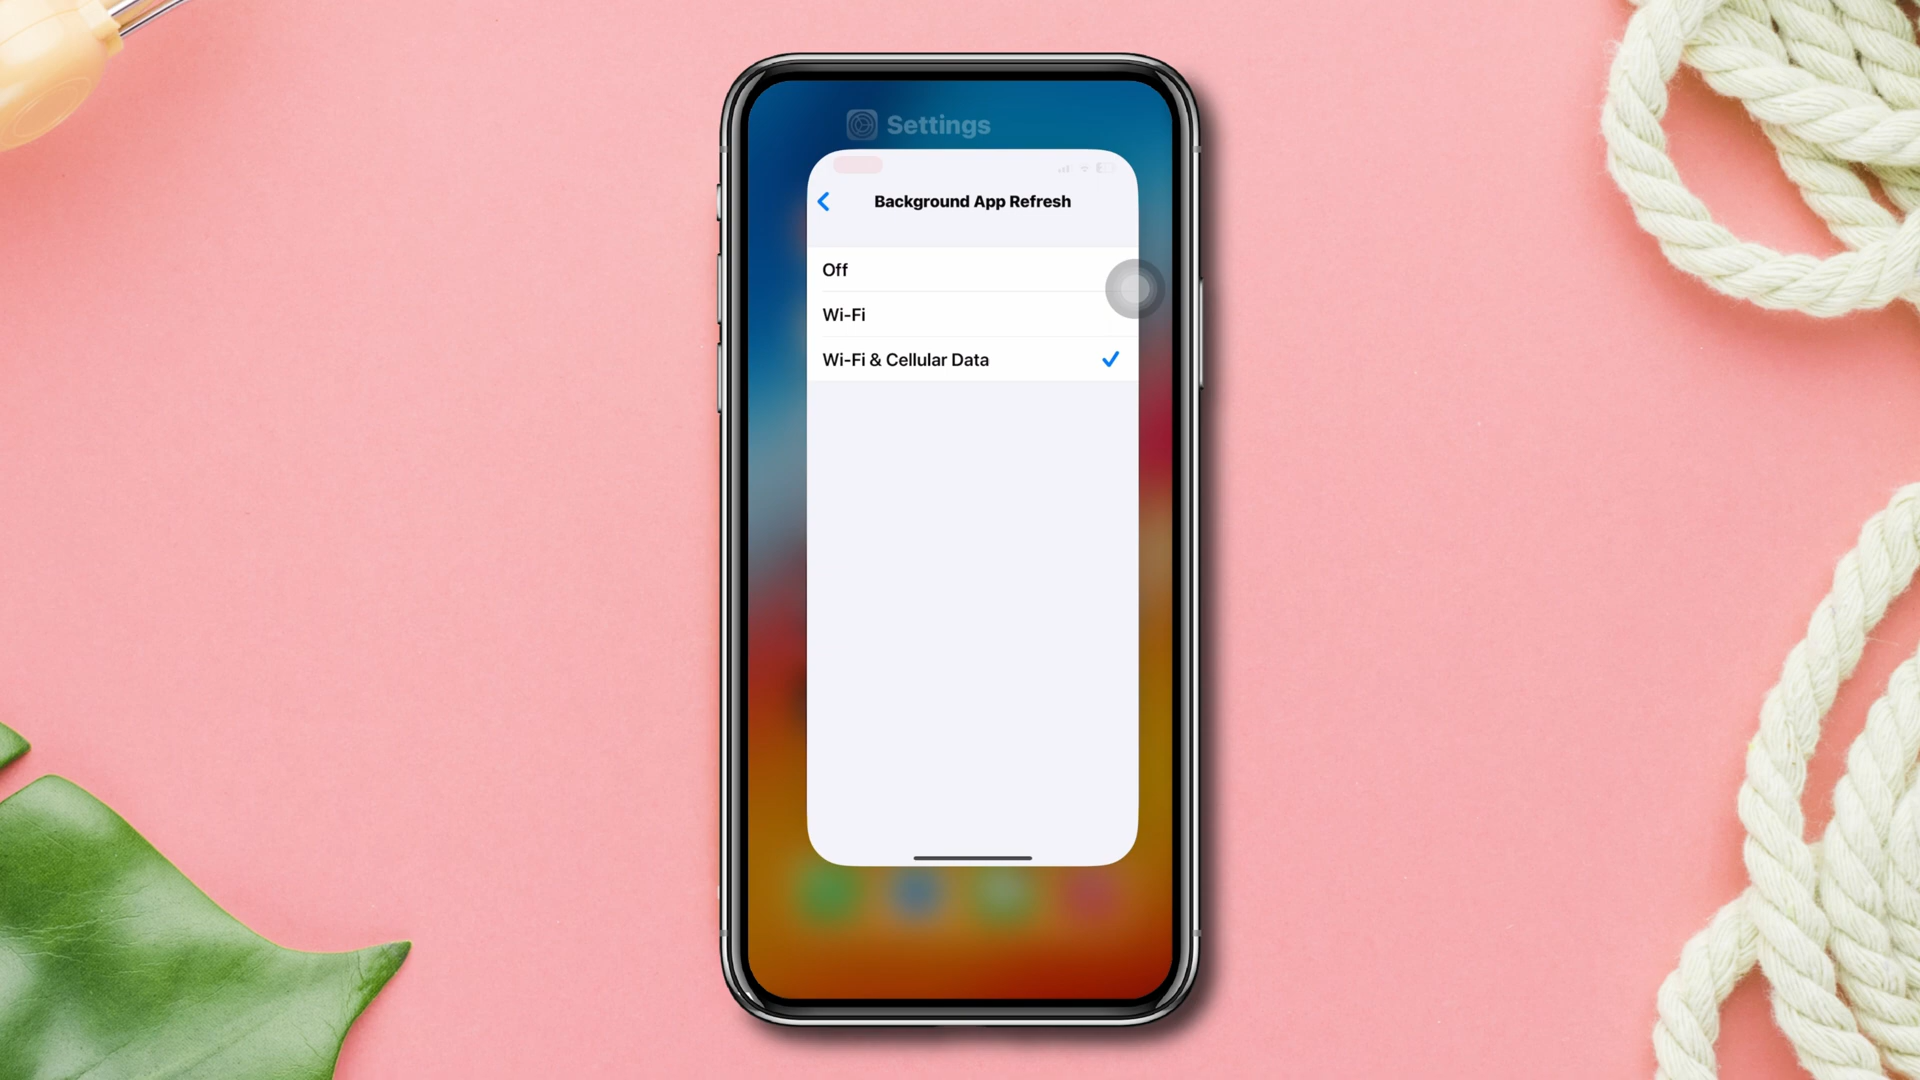 Settings
Background App Refresh
Off
Wi-Fi
Wi-Fi & Cellular Data